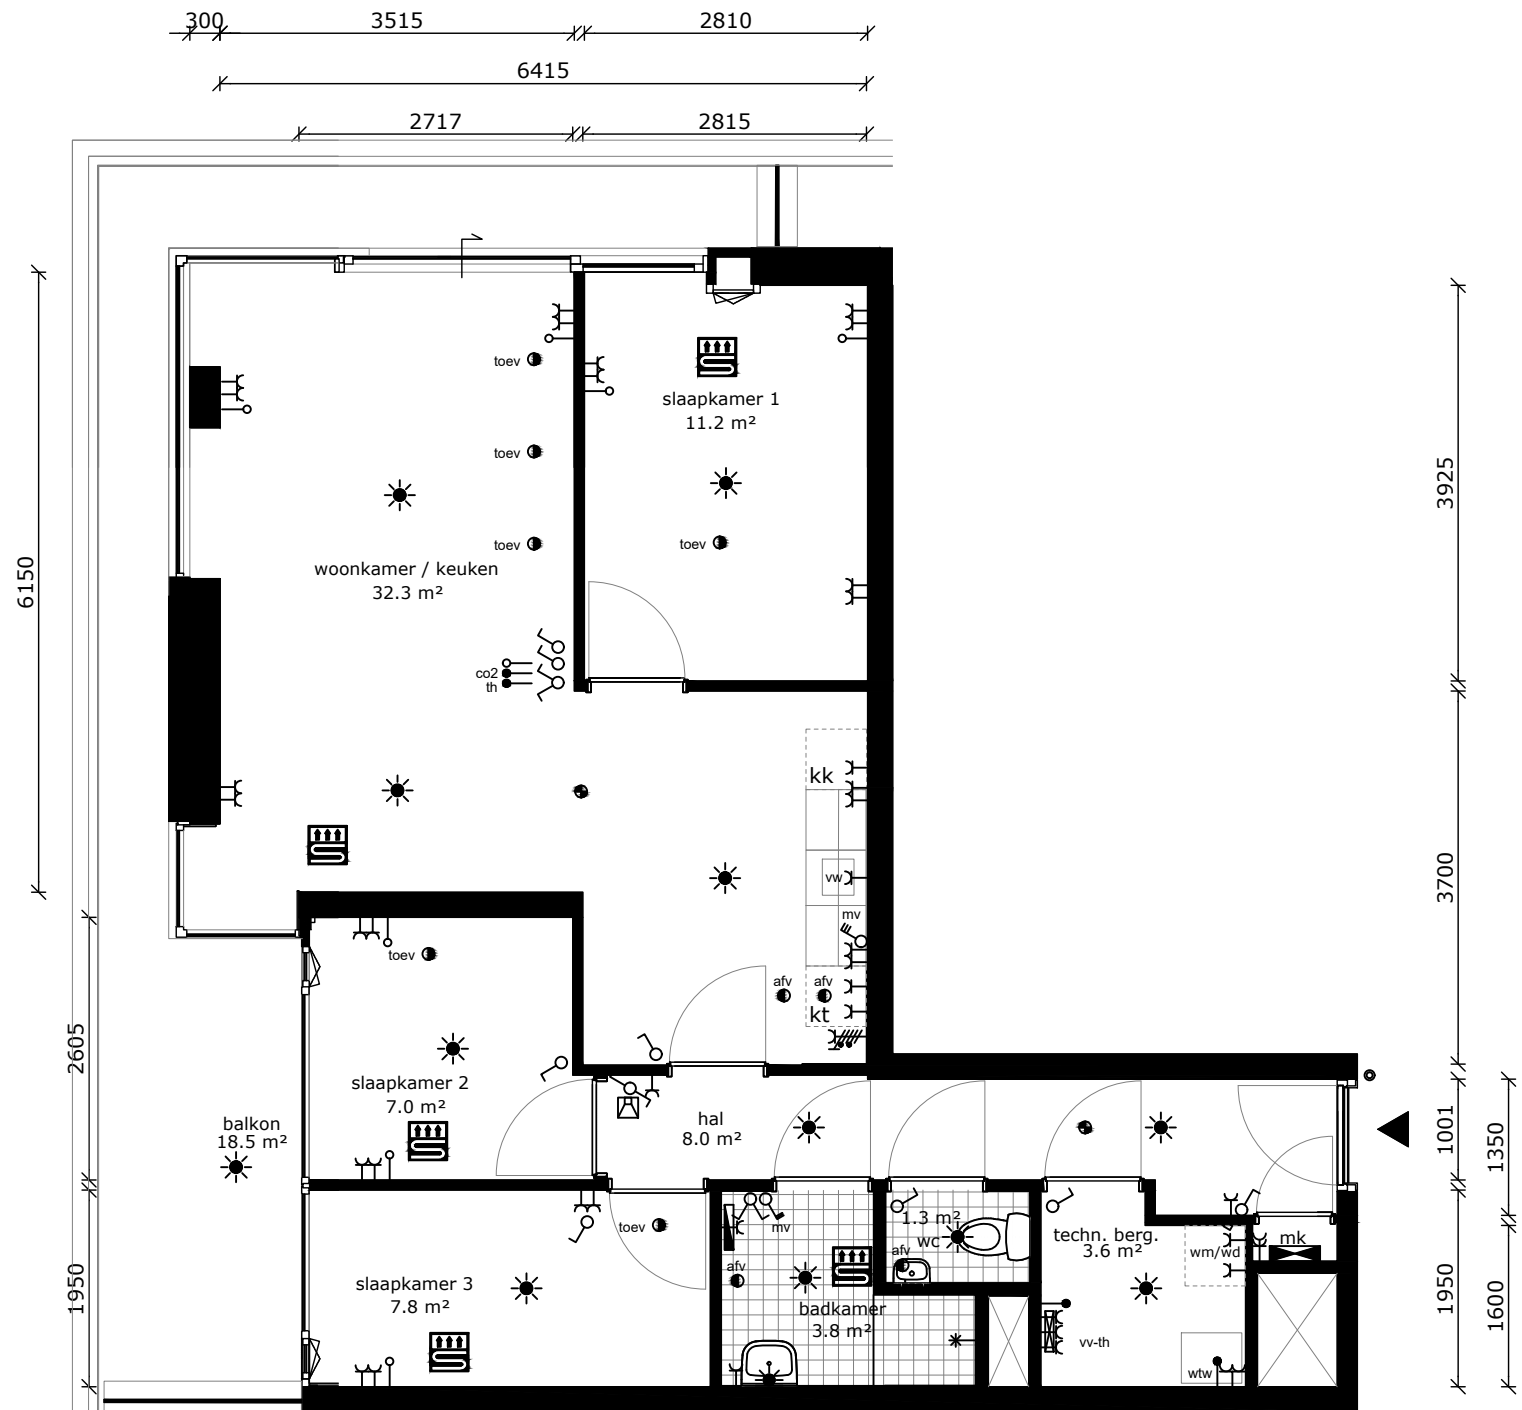 300
3515
2810
6415
2717
2815
toev
slaapkamer 1
11.2 m²
toev
3925
toev
toev
6150
woonkamer / keuken
32.3 m²
co2
th
kk
vw
3700
mv
toev
afv
afv
kt
2605
slaapkamer 2
7.0 m²
balkon
18.5 m²
hal
8.0 m²
1001
1350
toev
mv
1.3 m²
wc
afv
techn. berg.
3.6 m²
wm/wd
mk
afv
slaapkamer 3
7.8 m²
1950
badkamer
3.8 m²
vv-th
wtw
1950
1600